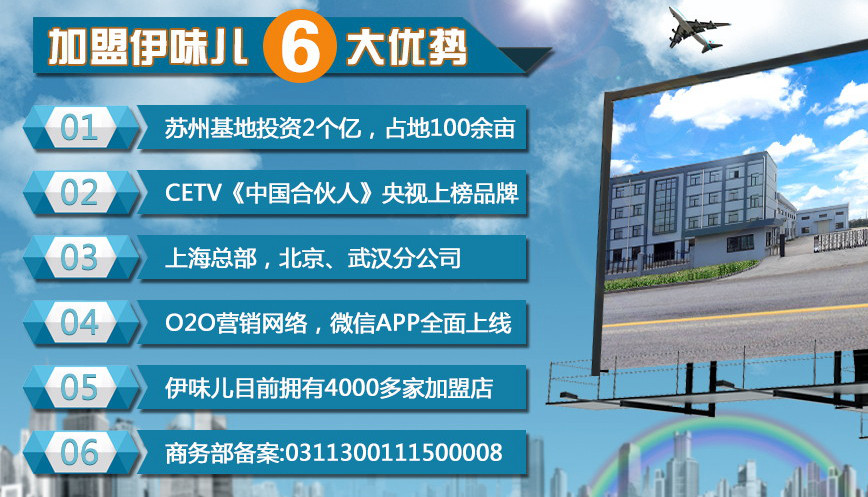 加盟伊味儿6大优势
01 苏州基地投资2个亿，占地100余亩
02 CETV《中国合伙人》央视上榜品牌
03 上海总部，北京、武汉分公司
04 O2O营销网络，微信APP全面上线
05 伊味儿目前拥有4000多家加盟店
06 商务部备案:0311300111500008